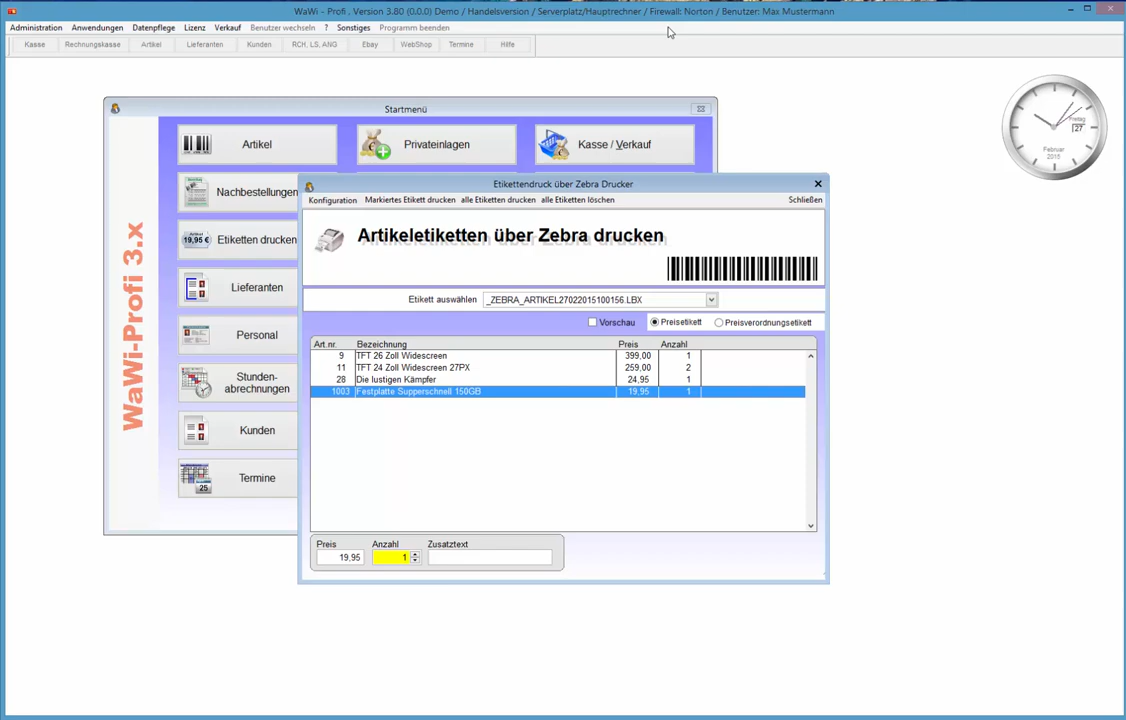 WaWi - Profi , Version 3.80 (0.0.0) Demo / Handelsversion / Serverplatz/Hauptrechner / Firewall: Norton / Benutzer: Max Mustermann
Administration Anwendungen Datenpflege Lizenz Verkauf Benutzer wechseln ? Sonstiges Programm beenden
Kasse Rechnungskasse Artikel Lieferanten Kunden RCH, LS, ANG Ebay WebShop Termine Hilfe
Freitag
27
Februar
2015
Startmenü
WaWi-Profi 3.x
Artikel Privateinlagen Kasse / Verkauf
Nachbestellungen
19,95 € Etiketten drucken
Lieferanten
Personal
Stunden-
abrechnungen
Kunden
25 Termine
Etikettendruck über Zebra Drucker
Konfiguration Markiertes Etikett drucken alle Etiketten drucken alle Etiketten löschen Schließen
Artikeletiketten über Zebra drucken
Etikett auswählen _ZEBRA_ARTIKEL27022015100156.LBX
Vorschau Preisetikett Preisverordnungsetikett
Art.nr. Bezeichnung Preis Anzahl
9 TFT 26 Zoll Widescreen 399,00 1
11 TFT 24 Zoll Widescreen 27PX 259,00 2
28 Die lustigen Kämpfer 24,95 1
1003 Festplatte Supperschnell 150GB 19,95 1
Preis Anzahl Zusatztext
19,95 1